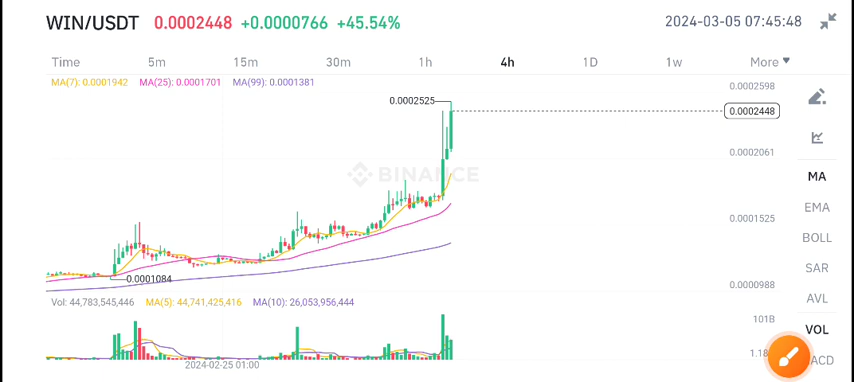 WIN/USDT 0.0002448 +0.0000766 +45.54% 2024-03-05 07:45:48
Time 5m 15m 30m 1h 4h 1D 1w More
MA(7): 0.0001942 MA(25): 0.0001701 MA(99): 0.0001381
0.0002598
0.0002525
0.0002448
0.0002061
BINANCE
MA
EMA
0.0001525
BOLL
SAR
0.0001084
0.0000988
AVL
Vol: 44,783,545,446 MA(5): 44,741,425,416 MA(10): 26,053,956,444
101B
VOL
2024-02-25 01:00